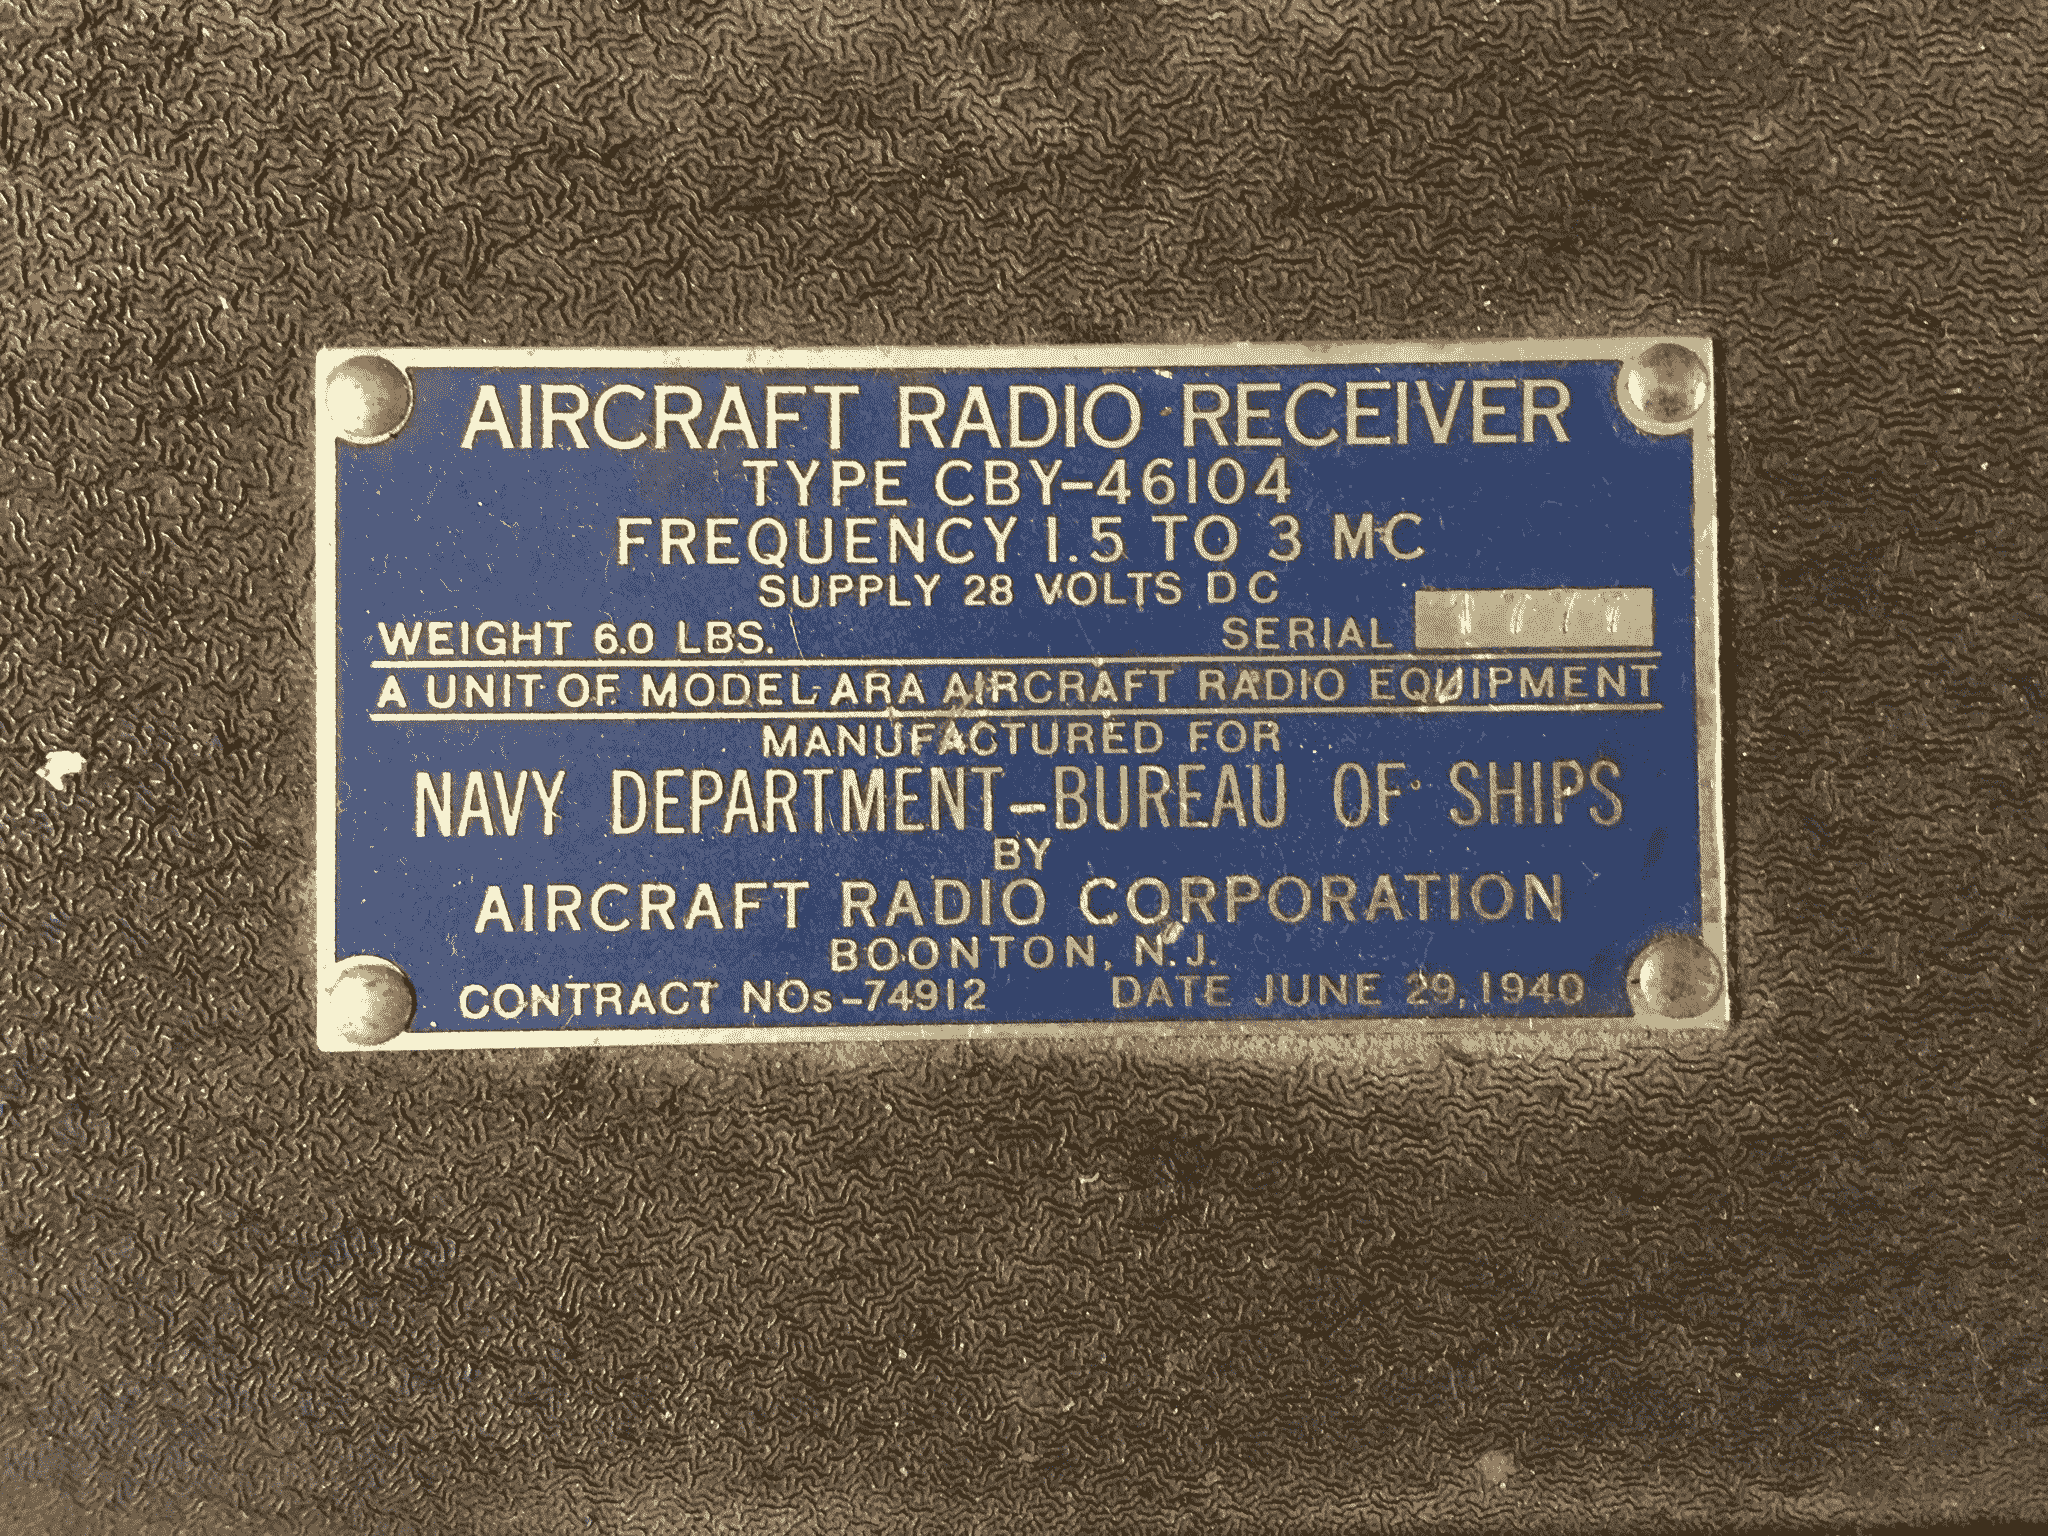 AIRCRAFT RADIO RECEIVER
TYPE CBY-46104
FREQUENCY 1.5 TO 3 MC
SUPPLY 28 VOLTS DC
WEIGHT 6.0 LBS. SERIAL
A UNIT OF MODEL ARA AIRCRAFT RADIO EQUIPMENT
MANUFACTURED FOR
NAVY DEPARTMENT-BUREAU OF SHIPS
BY
AIRCRAFT RADIO CORPORATION
BOONTON, N.J.
CONTRACT NOs-74912 DATE JUNE 29, 1940